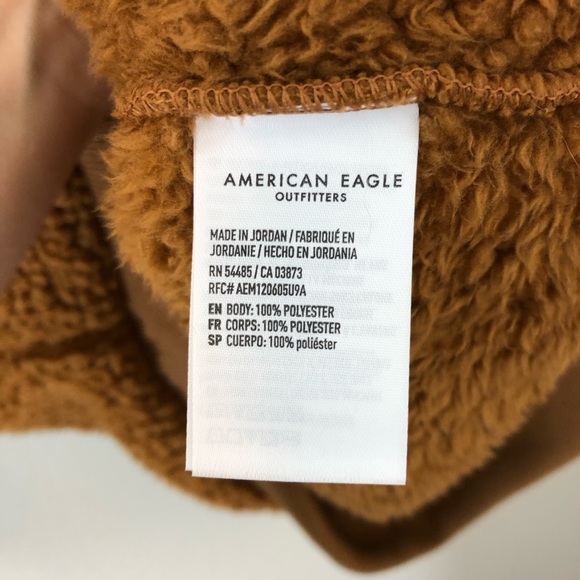 AMERICAN EAGLE
OUTFITTERS
MADE IN JORDAN / FABRIQUÉ EN
JORDANIE / HECHO EN JORDANIA
RN 54485 / CA 03873
RFC# AEM120605U9A
EN BODY: 100% POLYESTER
FR CORPS: 100% POLYESTER
SP CUERPO: 100% poliéster